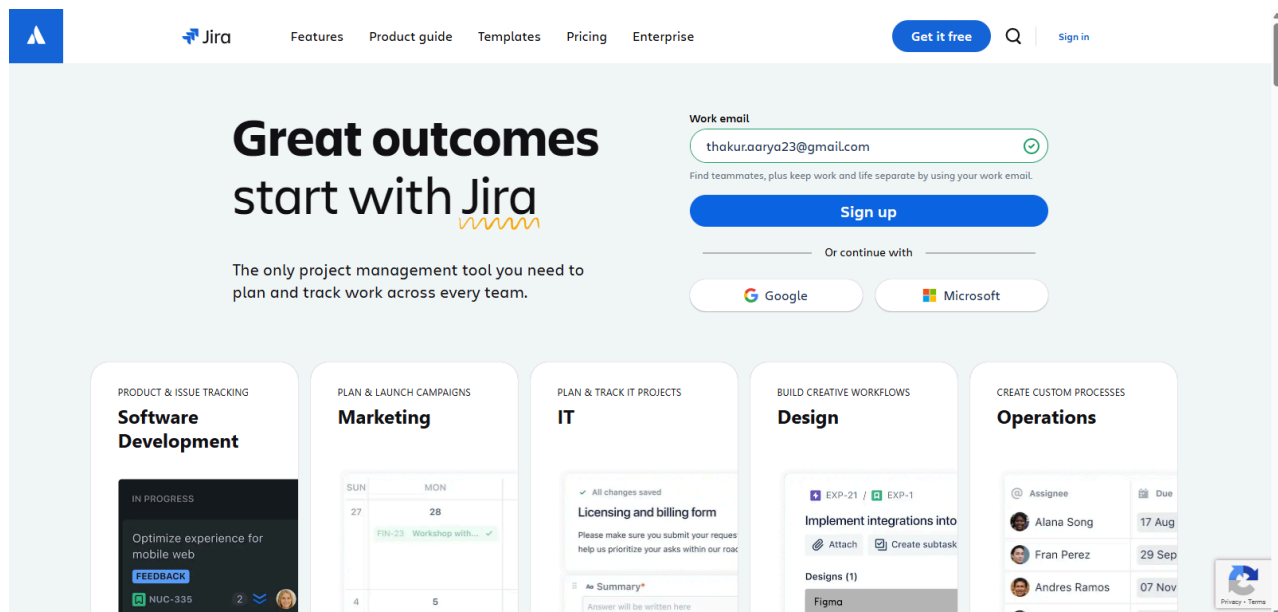 Jira
Features
Product guide
Templates
Pricing
Enterprise
Get it free
Sign in
Great outcomes
start with Jira
The only project management tool you need to
plan and track work across every team.
Work email
thakur.aarya23@gmail.com
Find teammates, plus keep work and life separate by using your work email.
Sign up
Or continue with
Google
Microsoft
PRODUCT & ISSUE TRACKING
Software
Development
IN PROGRESS
Optimize experience for
mobile web
FEEDBACK
NUC-335
2
PLAN & LAUNCH CAMPAIGNS
Marketing
SUN
MON
27
28
FIN-23 Workshop with...
4
5
PLAN & TRACK IT PROJECTS
IT
All changes saved
Licensing and billing form
Please make sure you submit your reques
help us prioritize your asks within our roac
Aa Summary*
Answer will be written here
BUILD CREATIVE WORKFLOWS
Design
EXP-21 / EXP-1
Implement integrations into
Attach
Create subtask
Designs (1)
Figma
CREATE CUSTOM PROCESSES
Operations
Assignee
Due
Alana Song
17 Aug
Fran Perez
29 Sep
Andres Ramos
07 Nov
Privacy - Terms